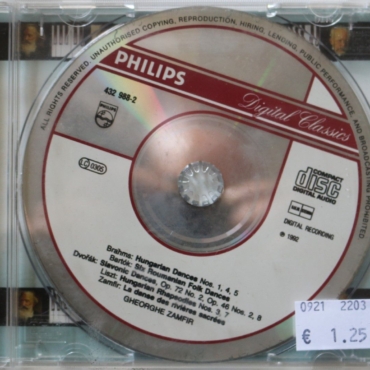 ALL RIGHTS RESERVED. UNAUTHORISED COPYING, REPRODUCTION, HIRING, LENDING, PUBLIC PERFORMANCE AND BROADCASTING PROHIBITED
PHILIPS
Digital Classics
432 988-2
PHILIPS
LC 0305
COMPACT
disc
DIGITAL AUDIO
DIGITAL RECORDING
℗ 1992
Brahms: Hungarian Dances Nos. 1, 4, 5
Bartók: Six Roumanian Folk Dances
Dvořák: Slavonic Dances, Op. 72 No. 2, Op. 46 Nos. 2, 8
Liszt: Hungarian Rhapsodies Nos. 3, 7
Zamfir: La danse des rivières sacrées
GHEORGHE ZAMFIR
0921 2203
€ 1.25